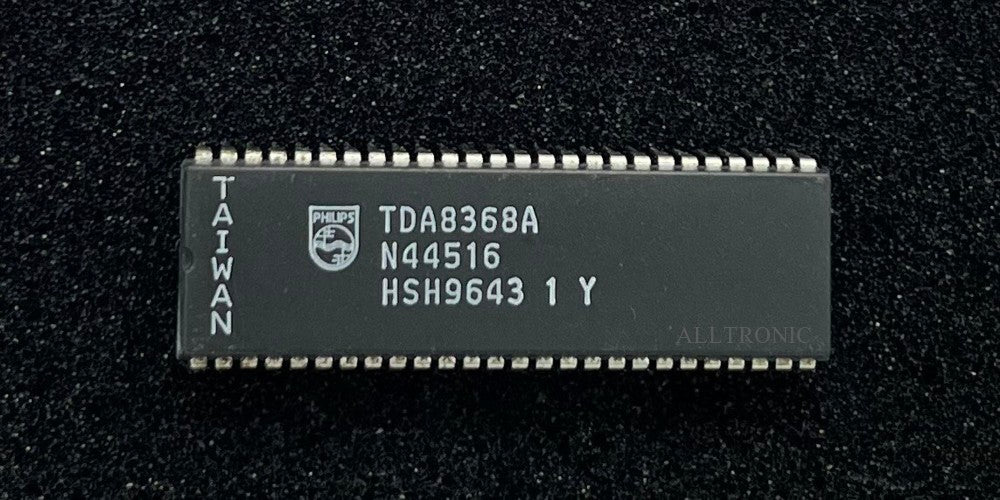 TAIWAN
PHILIPS
TDA8368A
N44516
HSH9643 1 Y
ALLTRONIC